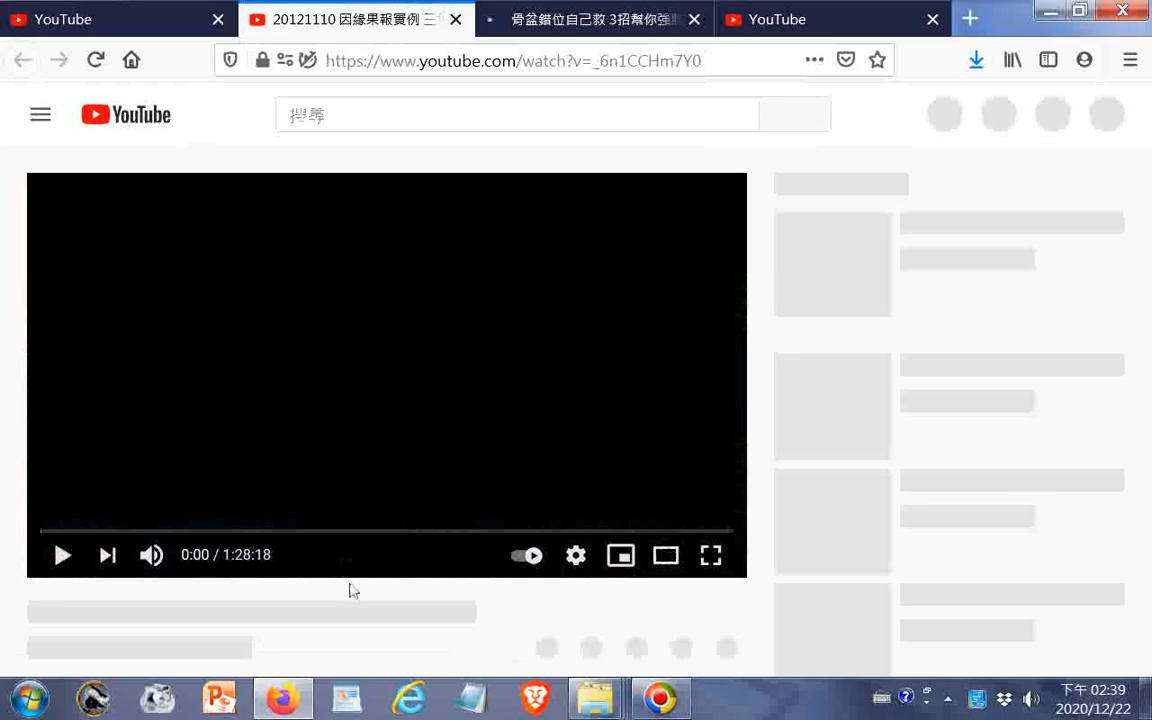 YouTube
20121110 因緣果報實例 三
骨盆錯位自己救 3招幫你強
YouTube
https://www.youtube.com/watch?v=_6n1CCHm7Y0
YouTube
搜尋
0:00 / 1:28:18
下午 02:39
2020/12/22